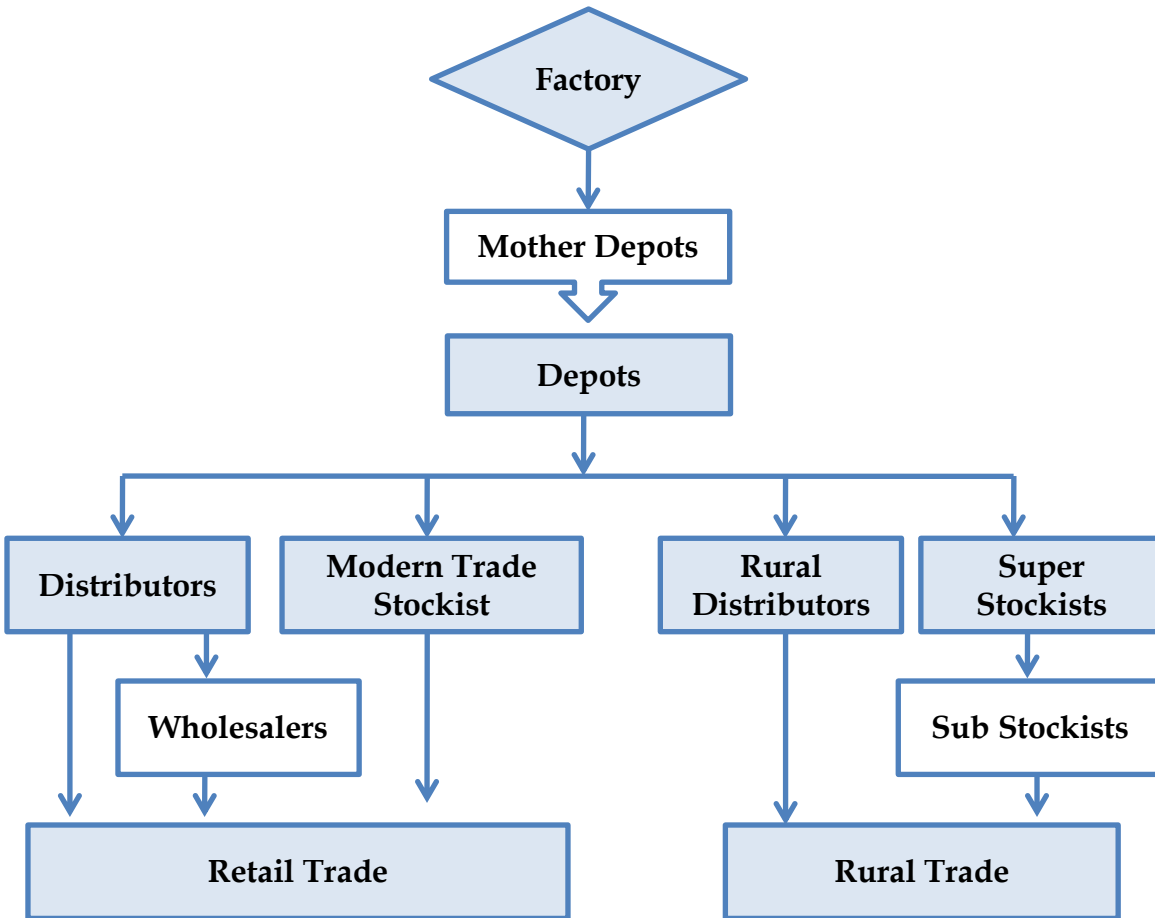 Factory
Mother Depots
Depots
Distributors
Modern Trade
Stockist
Rural
Distributors
Super
Stockists
Wholesalers
Sub Stockists
Retail Trade
Rural Trade